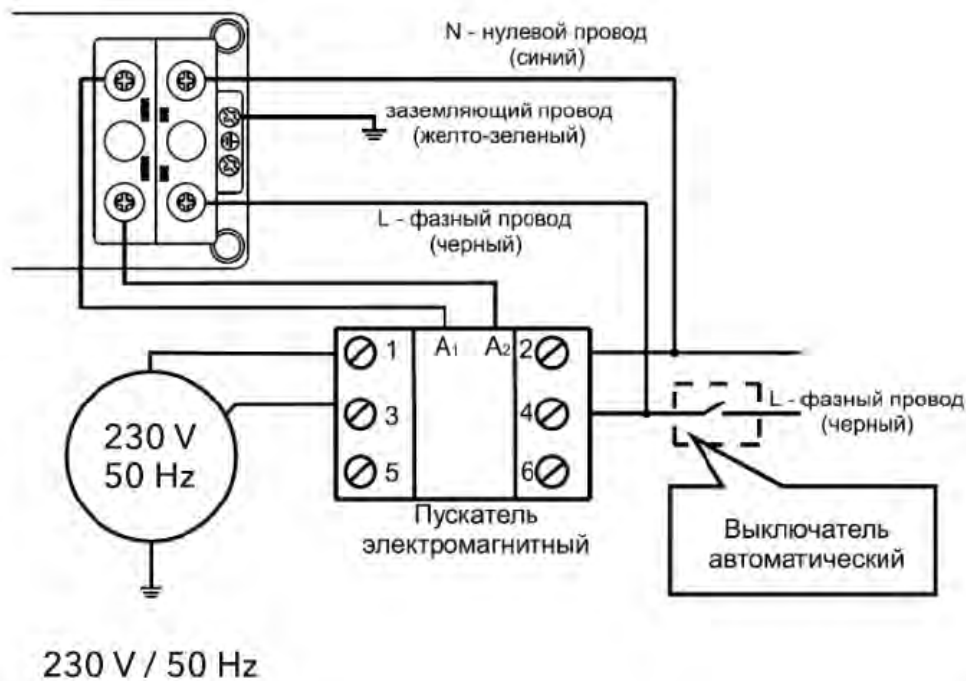 N - нулевой провод
(синий)
заземляющий провод
(желто-зеленый)
L - фазный провод
(черный)
1 A1 A2 2
3 4
5 6
L - фазный провод
(черный)
230 V
50 Hz
Пускатель
электромагнитный
Выключатель
автоматический
230 V / 50 Hz